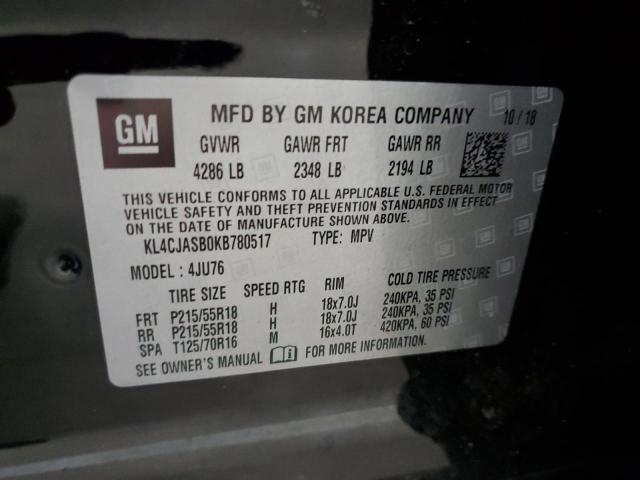 GM
MFD BY GM KOREA COMPANY 10/18
GVWR GAWR FRT GAWR RR
4286 LB 2348 LB 2194 LB
THIS VEHICLE CONFORMS TO ALL APPLICABLE U.S. FEDERAL MOTOR
VEHICLE SAFETY AND THEFT PREVENTION STANDARDS IN EFFECT
ON THE DATE OF MANUFACTURE SHOWN ABOVE.
KL4CJASB0KB780517 TYPE: MPV
MODEL: 4JU76
TIRE SIZE SPEED RTG RIM COLD TIRE PRESSURE
FRT P215/55R18 H 18x7.0J 240KPA, 35 PSI
RR P215/55R18 H 18x7.0J 240KPA, 35 PSI
SPA T125/70R16 M 16x4.0T 420KPA, 60 PSI
SEE OWNER'S MANUAL i FOR MORE INFORMATION.